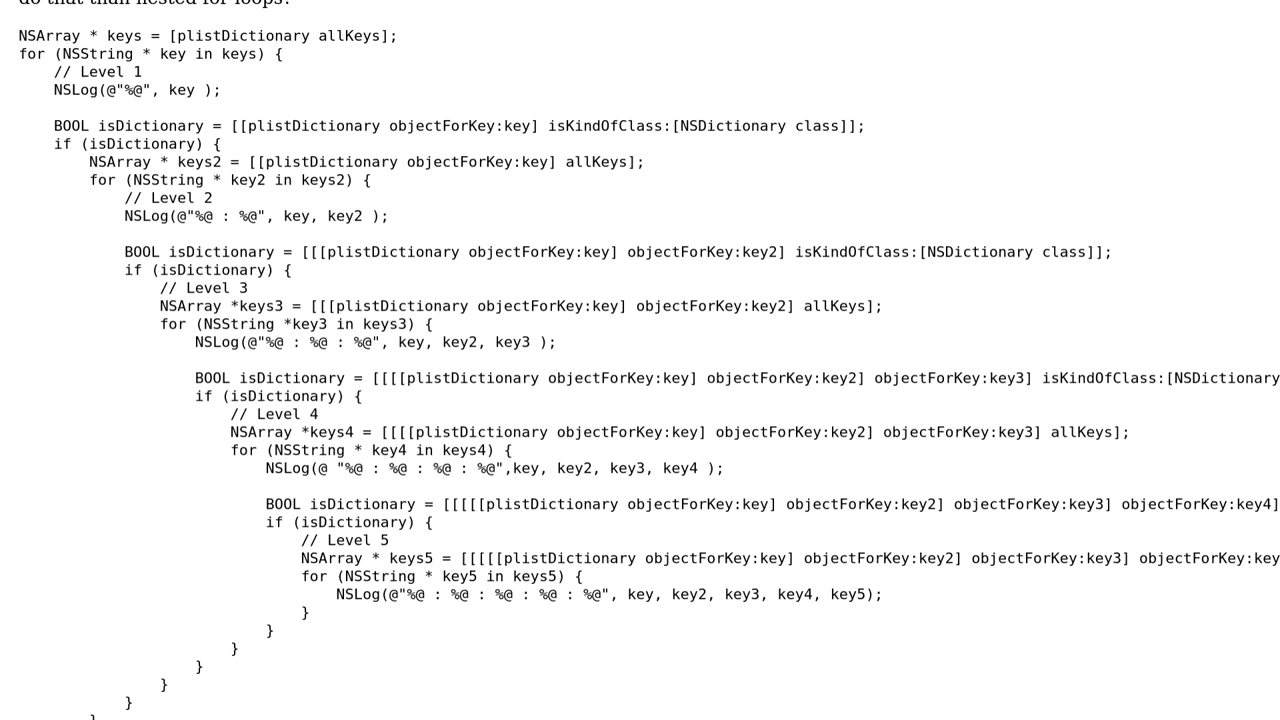 do that than nested for loops?
NSArray * keys = [plistDictionary allKeys];
for (NSString * key in keys) {
// Level 1
NSLog(@"%@", key );
BOOL isDictionary = [[plistDictionary objectForKey:key] isKindOfClass:[NSDictionary class]];
if (isDictionary) {
NSArray * keys2 = [[plistDictionary objectForKey:key] allKeys];
for (NSString * key2 in keys2) {
// Level 2
NSLog(@"%@ : %@", key, key2 );
BOOL isDictionary = [[[plistDictionary objectForKey:key] objectForKey:key2] isKindOfClass:[NSDictionary class]];
if (isDictionary) {
// Level 3
NSArray *keys3 = [[[plistDictionary objectForKey:key] objectForKey:key2] allKeys];
for (NSString *key3 in keys3) {
NSLog(@"%@ : %@ : %@", key, key2, key3 );
BOOL isDictionary = [[[[plistDictionary objectForKey:key] objectForKey:key2] objectForKey:key3] isKindOfClass:[NSDictionary
if (isDictionary) {
// Level 4
NSArray *keys4 = [[[[plistDictionary objectForKey:key] objectForKey:key2] objectForKey:key3] allKeys];
for (NSString * key4 in keys4) {
NSLog(@ "%@ : %@ : %@ : %@",key, key2, key3, key4 );
BOOL isDictionary = [[[[[plistDictionary objectForKey:key] objectForKey:key2] objectForKey:key3] objectForKey:key4]
if (isDictionary) {
// Level 5
NSArray * keys5 = [[[[[plistDictionary objectForKey:key] objectForKey:key2] objectForKey:key3] objectForKey:key
for (NSString * key5 in keys5) {
NSLog(@"%@ : %@ : %@ : %@ : %@", key, key2, key3, key4, key5);
}
}
}
}
}
}
}